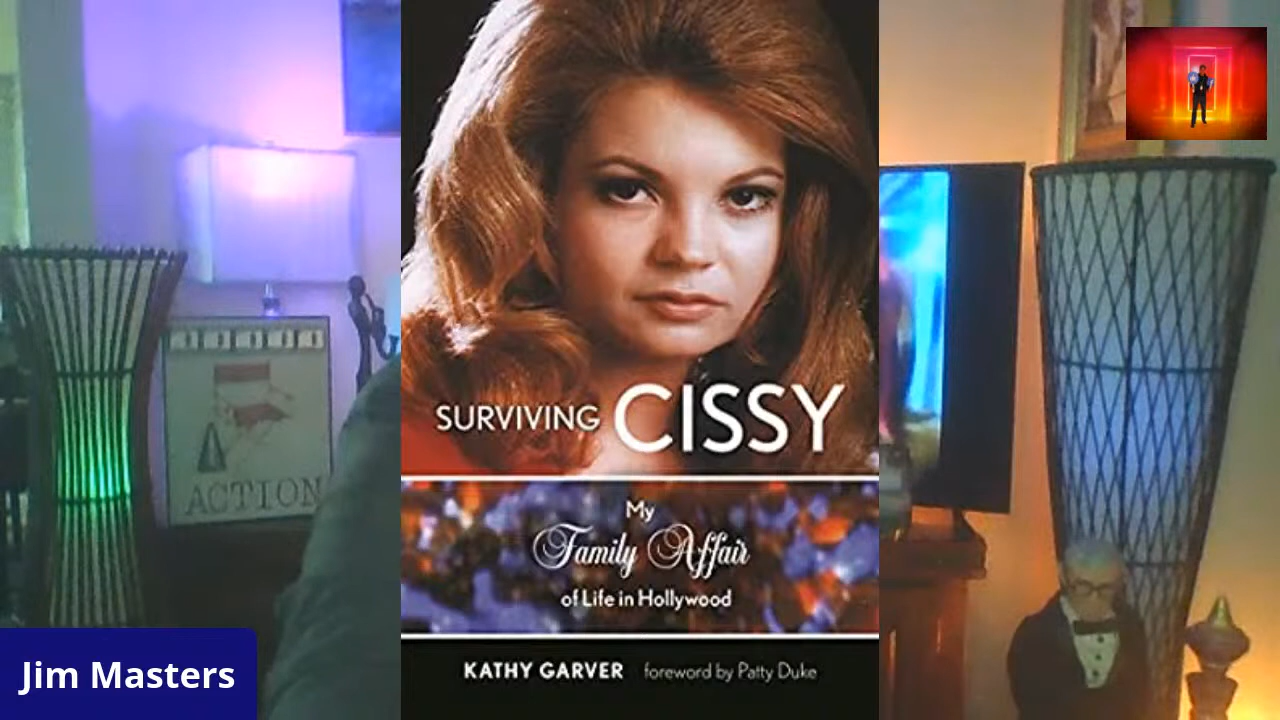 ACTION
SURVIVING CISSY
My
Family Affair
of Life in Hollywood
KATHY GARVER foreword by Patty Duke
Jim Masters